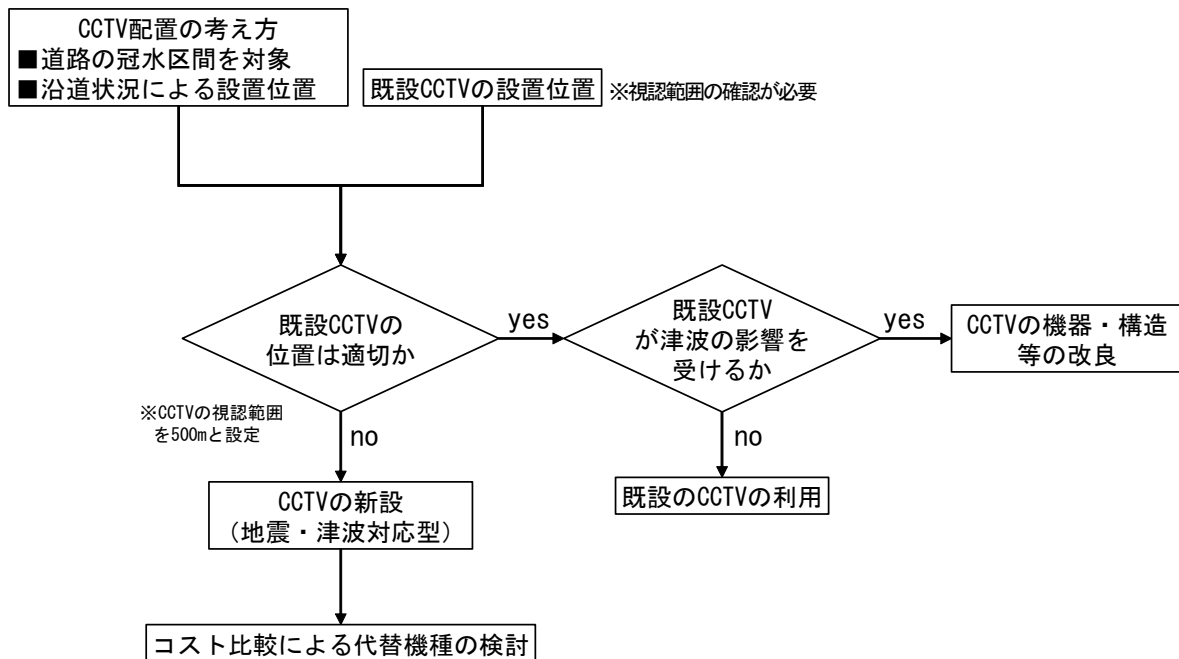 CCTV配置の考え方
■道路の冠水区間を対象
■沿道状況による設置位置
既設CCTVの設置位置
※視認範囲の確認が必要
既設CCTVの
位置は適切か
yes
既設CCTV
が津波の影響を
受けるか
yes
CCTVの機器・構造
等の改良
※CCTVの視認範囲
を500mと設定
no
no
CCTVの新設
（地震・津波対応型）
既設のCCTVの利用
コスト比較による代替機種の検討